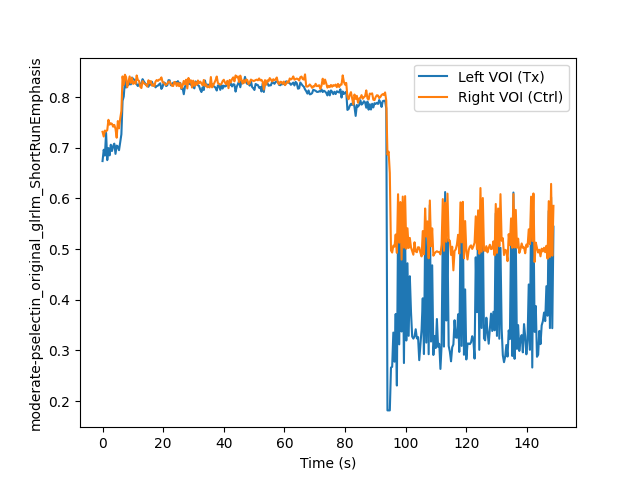 Left VOI (Tx)
Right VOI (Ctrl)
moderate-pselectin_original_glrlm_ShortRunEmphasis
0.8
0.7
0.6
0.5
0.4
0.3
0.2
0 20 40 60 80 100 120 140
Time (s)